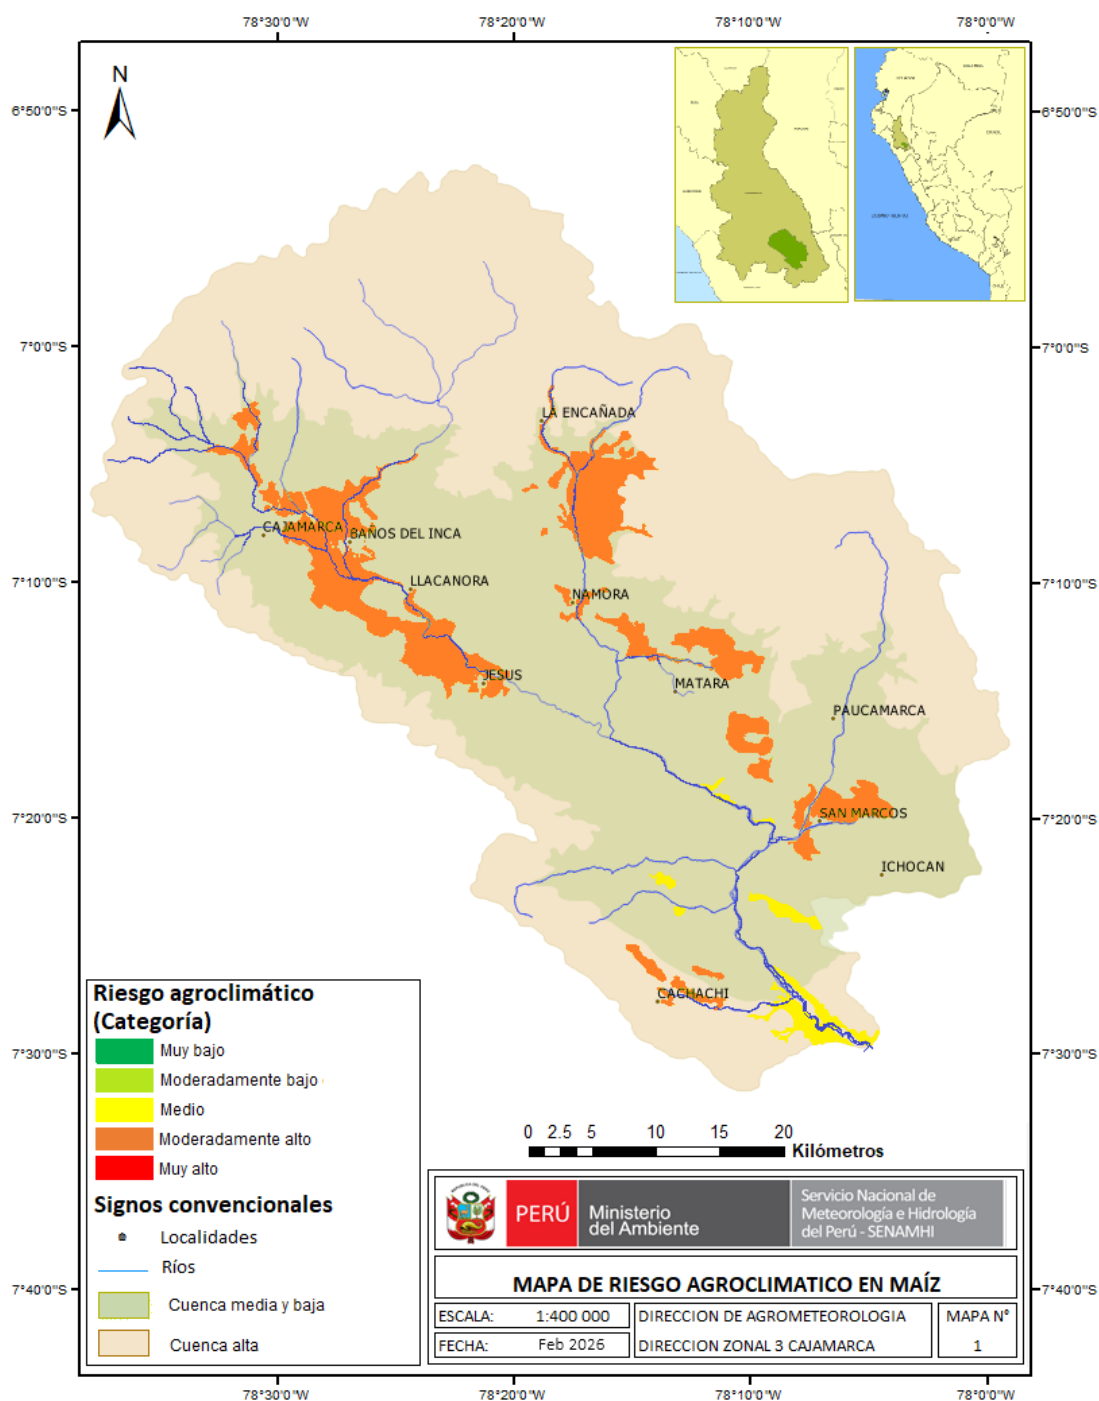 78°30'0"W
78°20'0"W
78°10'0"W
78°0'0"W
6°50'0"S
6°50'0"S
7°0'0"S
7°0'0"S
7°10'0"S
7°10'0"S
7°20'0"S
7°20'0"S
7°30'0"S
7°30'0"S
7°40'0"S
7°40'0"S
N
LA ENCAÑADA
CAJAMARCA
BAÑOS DEL INCA
LLACANORA
NAMORA
JESUS
MATARA
PAUCAMARCA
SAN MARCOS
ICHOCAN
CACHACHI
Riesgo agroclimático
(Categoría)
Muy bajo
Moderadamente bajo
Medio
Moderadamente alto
Muy alto
Signos convencionales
Localidades
Ríos
Cuenca media y baja
Cuenca alta
0 2.5 5 10 15 20
Kilómetros
PERÚ
Ministerio
del Ambiente
Servicio Nacional de
Meteorología e Hidrología
del Perú - SENAMHI
MAPA DE RIESGO AGROCLIMATICO EN MAÍZ
ESCALA: 1:400 000
DIRECCION DE AGROMETEOROLOGIA
MAPA N°
FECHA: Feb 2026
DIRECCION ZONAL 3 CAJAMARCA
1
78°30'0"W
78°20'0"W
78°10'0"W
78°0'0"W